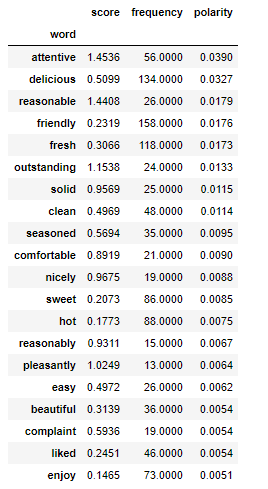 score frequency polarity
word
attentive 1.4536 56.0000 0.0390
delicious 0.5099 134.0000 0.0327
reasonable 1.4408 26.0000 0.0179
friendly 0.2319 158.0000 0.0176
fresh 0.3066 118.0000 0.0173
outstanding 1.1538 24.0000 0.0133
solid 0.9569 25.0000 0.0115
clean 0.4969 48.0000 0.0114
seasoned 0.5694 35.0000 0.0095
comfortable 0.8919 21.0000 0.0090
nicely 0.9675 19.0000 0.0088
sweet 0.2073 86.0000 0.0085
hot 0.1773 88.0000 0.0075
reasonably 0.9311 15.0000 0.0067
pleasantly 1.0249 13.0000 0.0064
easy 0.4972 26.0000 0.0062
beautiful 0.3139 36.0000 0.0054
complaint 0.5936 19.0000 0.0054
liked 0.2451 46.0000 0.0054
enjoy 0.1465 73.0000 0.0051